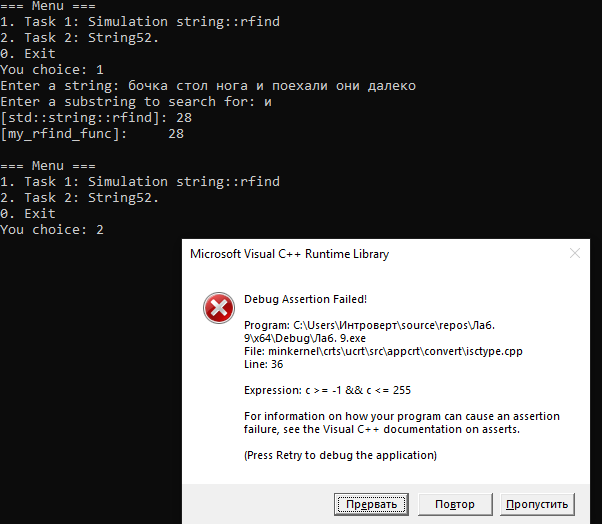 === Menu ===
1. Task 1: Simulation string::rfind
2. Task 2: String52.
0. Exit
You choice: 1
Enter a string: бочка стол нога и поехали они далеко
Enter a substring to search for: и
[std::string::rfind]: 28
[my_rfind_func]:     28
=== Menu ===
1. Task 1: Simulation string::rfind
2. Task 2: String52.
0. Exit
You choice: 2
Microsoft Visual C++ Runtime Library
Debug Assertion Failed!
Program: C:\Users\Интроверт\source\repos\Лаб.
9\x64\Debug\Лаб. 9.exe
File: minkernel\crts\ucrt\src\appcrt\convert\isctype.cpp
Line: 36
Expression: c >= -1 && c <= 255
For information on how your program can cause an assertion
failure, see the Visual C++ documentation on asserts.
(Press Retry to debug the application)
Прервать
Повтор
Пропустить